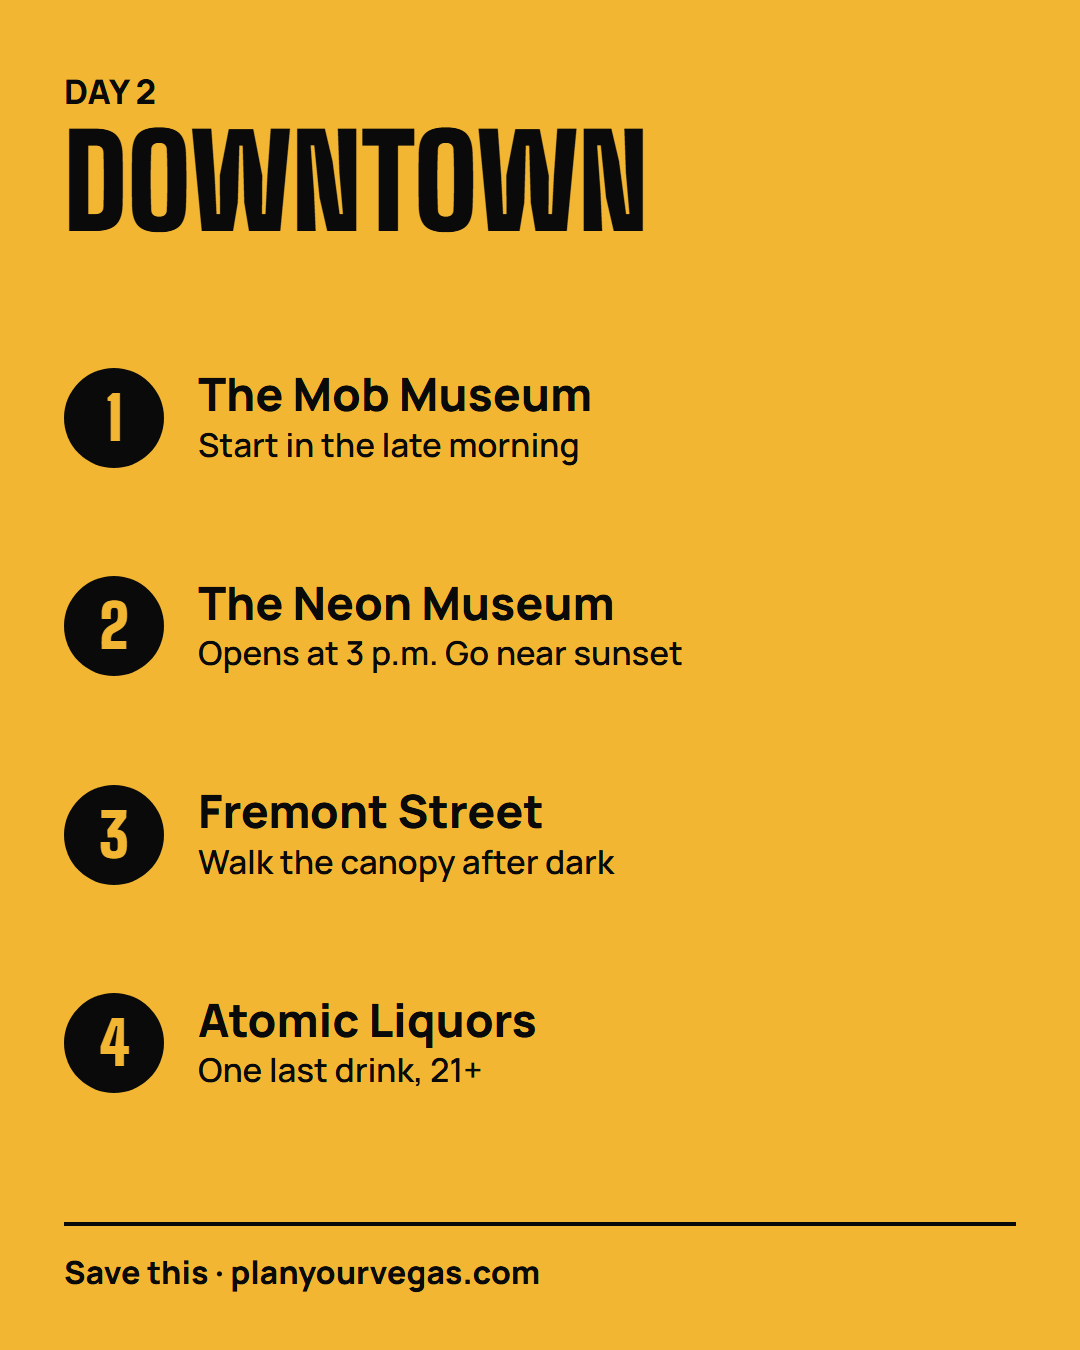 DAY 2
DOWNTOWN
1
The Mob Museum
Start in the late morning
2
The Neon Museum
Opens at 3 p.m. Go near sunset
3
Fremont Street
Walk the canopy after dark
4
Atomic Liquors
One last drink, 21+
Save this · planyourvegas.com